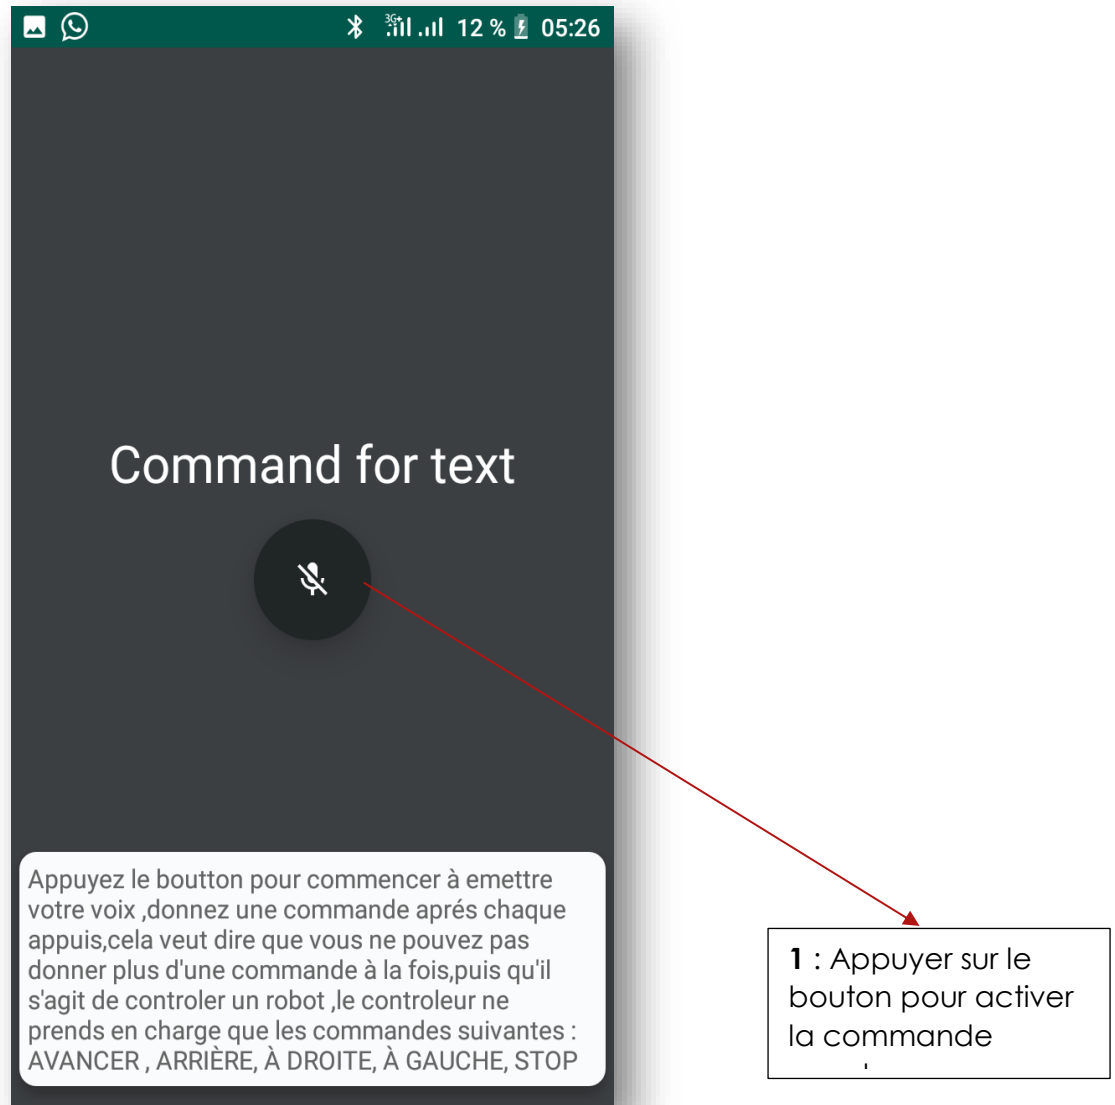 3G+ 12 % 05:26
Command for text
Appuyez le boutton pour commencer à emettre
votre voix ,donnez une commande aprés chaque
appuis,cela veut dire que vous ne pouvez pas
donner plus d'une commande à la fois,puis qu'il
s'agit de controler un robot ,le controleur ne
prends en charge que les commandes suivantes :
AVANCER , ARRIÈRE, À DROITE, À GAUCHE, STOP
1 : Appuyer sur le
bouton pour activer
la commande